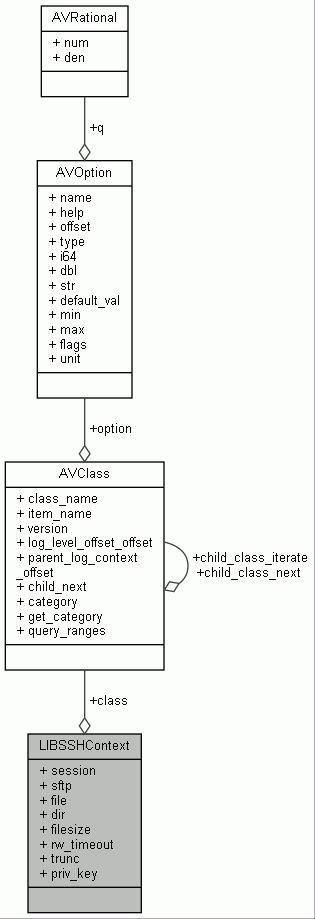 AVRational
+ num
+ den
+q
AVOption
+ name
+ help
+ offset
+ type
+ i64
+ dbl
+ str
+ default_val
+ min
+ max
+ flags
+ unit
+option
AVClass
+ class_name
+ item_name
+ version
+ log_level_offset_offset
+ parent_log_context
_offset
+ child_next
+ category
+ get_category
+ query_ranges
+child_class_iterate
+child_class_next
+class
LIBSSHContext
+ session
+ sftp
+ file
+ dir
+ filesize
+ rw_timeout
+ trunc
+ priv_key